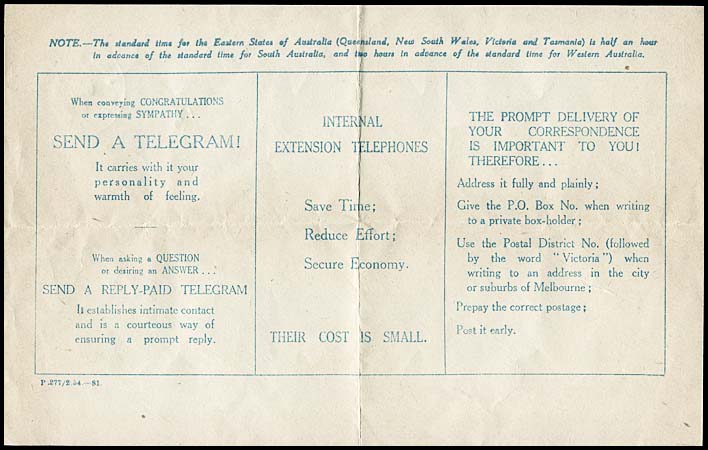 NOTE.—The standard time for the Eastern States of Australia (Queensland, New South Wales, Victoria and Tasmania) is half an hour
in advance of the standard time for South Australia, and two hours in advance of the standard time for Western Australia.
When conveying CONGRATULATIONS
or expressing SYMPATHY . . .
SEND A TELEGRAM!
It carries with it your
personality and
warmth of feeling.
When asking a QUESTION
or desiring an ANSWER . . .
SEND A REPLY-PAID TELEGRAM
It establishes intimate contact
and is a courteous way of
ensuring a prompt reply.
INTERNAL
EXTENSION TELEPHONES
Save Time;
Reduce Effort;
Secure Economy.
THEIR COST IS SMALL.
THE PROMPT DELIVERY OF
YOUR CORRESPONDENCE
IS IMPORTANT TO YOU!
THEREFORE . . .
Address it fully and plainly;
Give the P.O. Box No. when writing
to a private box-holder;
Use the Postal District No. (followed
by the word "Victoria") when
writing to an address in the city
or suburbs of Melbourne;
Prepay the correct postage;
Post it early.
P.277/2.54.—81.